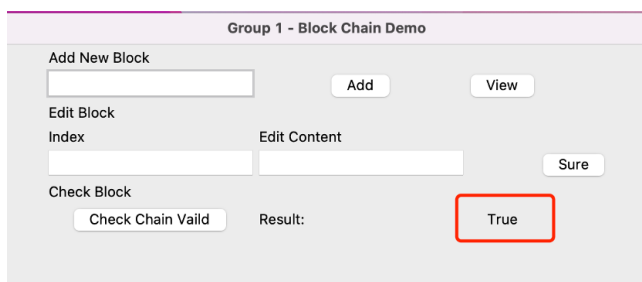 Group 1 - Block Chain Demo
Add New Block
Add View
Edit Block
Index Edit Content
Sure
Check Block
Check Chain Vaild Result: True